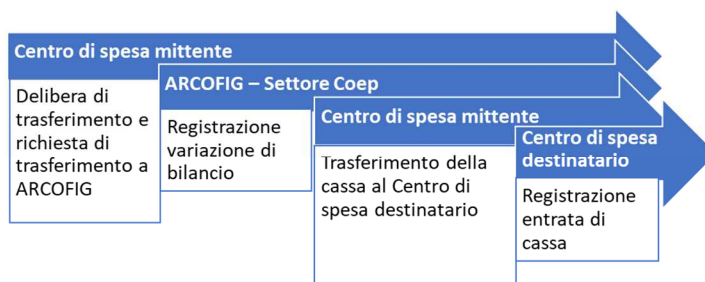 Centro di spesa mittente
Delibera di
trasferimento e
richiesta di
trasferimento a
ARCOFIG
ARCOFIG – Settore Coep
Registrazione
variazione di
bilancio
Centro di spesa mittente
Trasferimento della
cassa al Centro di
spesa destinatario
Centro di spesa
destinatario
Registrazione
entrata di
cassa